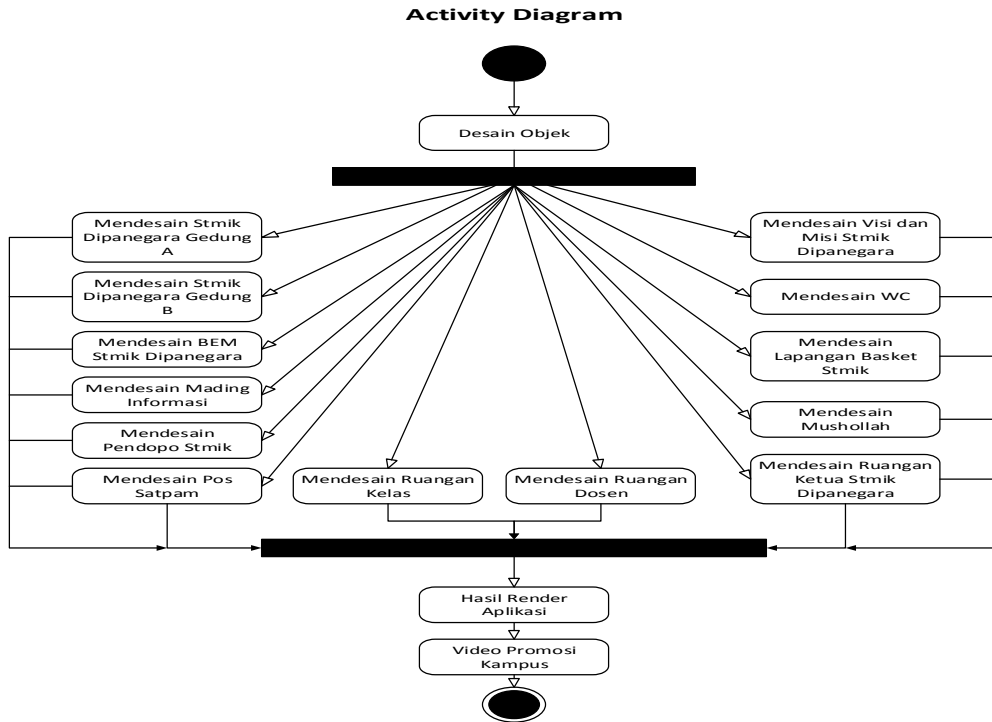 Activity Diagram
Desain Objek
Mendesain Stmik
Dipanegara Gedung
A
Mendesain Stmik
Dipanegara Gedung
B
Mendesain BEM
Stmik Dipanegara
Mendesain Mading
Informasi
Mendesain
Pendopo Stmik
Mendesain Pos
Satpam
Mendesain Ruangan
Kelas
Mendesain Ruangan
Dosen
Mendesain Visi dan
Misi Stmik
Dipanegara
Mendesain WC
Mendesain
Lapangan Basket
Stmik
Mendesain
Mushollah
Mendesain Ruangan
Ketua Stmik
Dipanegara
Hasil Render
Aplikasi
Video Promosi
Kampus